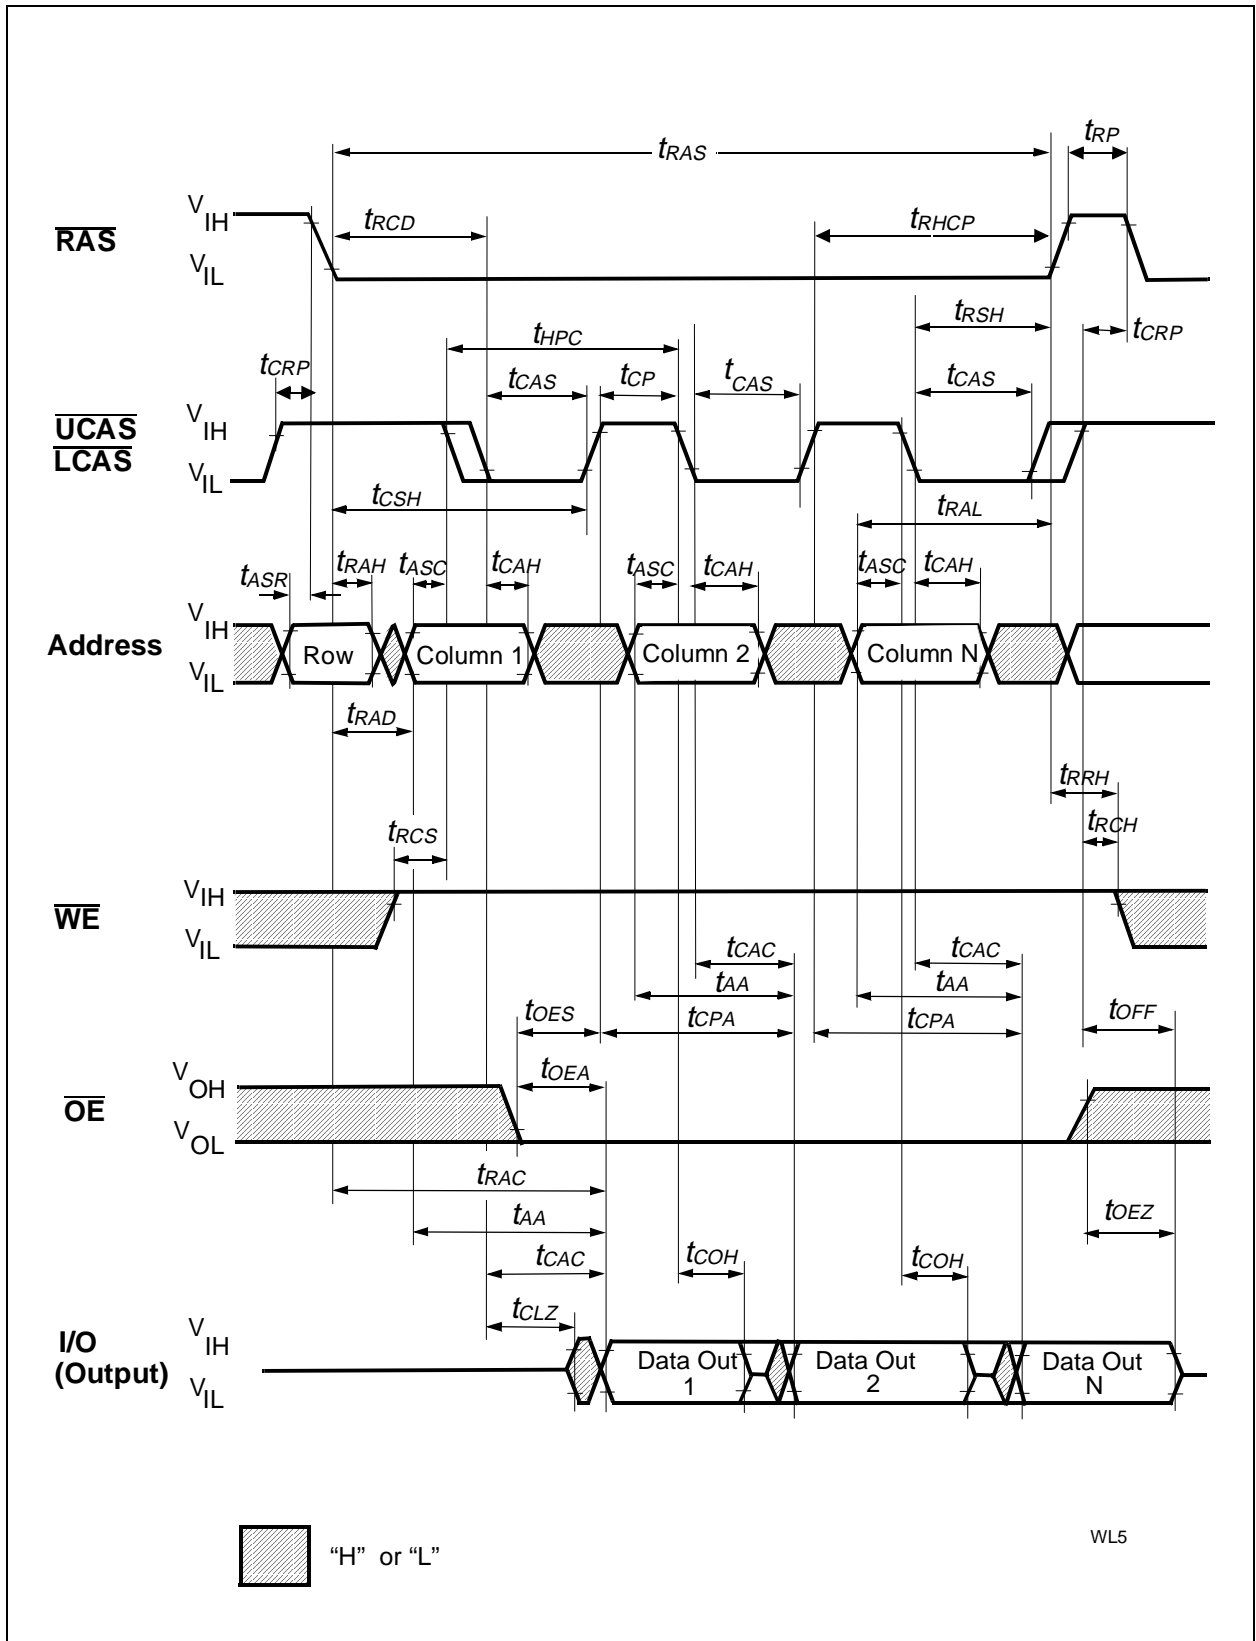 tRAS
tRP
VIH
RAS
VIL
tRCD
tRHCP
tRSH
tCRP
tHPC
tCRP
tCAS
tCP
tCAS
tCAS
UCAS
LCAS
VIH
VIL
tCSH
tRAL
tASR
tRAH
tASC
tCAH
tASC
tCAH
tASC
tCAH
Address
VIH
VIL
Row
Column 1
Column 2
Column N
tRAD
tRRH
tRCS
tRCH
WE
VIH
VIL
tCAC
tCAC
tAA
tAA
tOES
tCPA
tCPA
tOFF
tOEA
OE
VOH
VOL
tRAC
tAA
tOEZ
tCAC
tCOH
tCOH
tCLZ
I/O
(Output)
VIH
VIL
Data Out
1
Data Out
2
Data Out
N
"H" or "L"
WL5